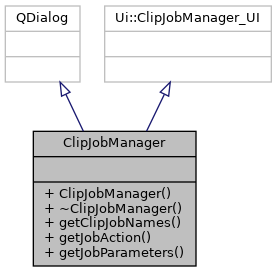 QDialog
Ui::ClipJobManager_UI
ClipJobManager
+ ClipJobManager()
+ ~ClipJobManager()
+ getClipJobNames()
+ getJobAction()
+ getJobParameters()